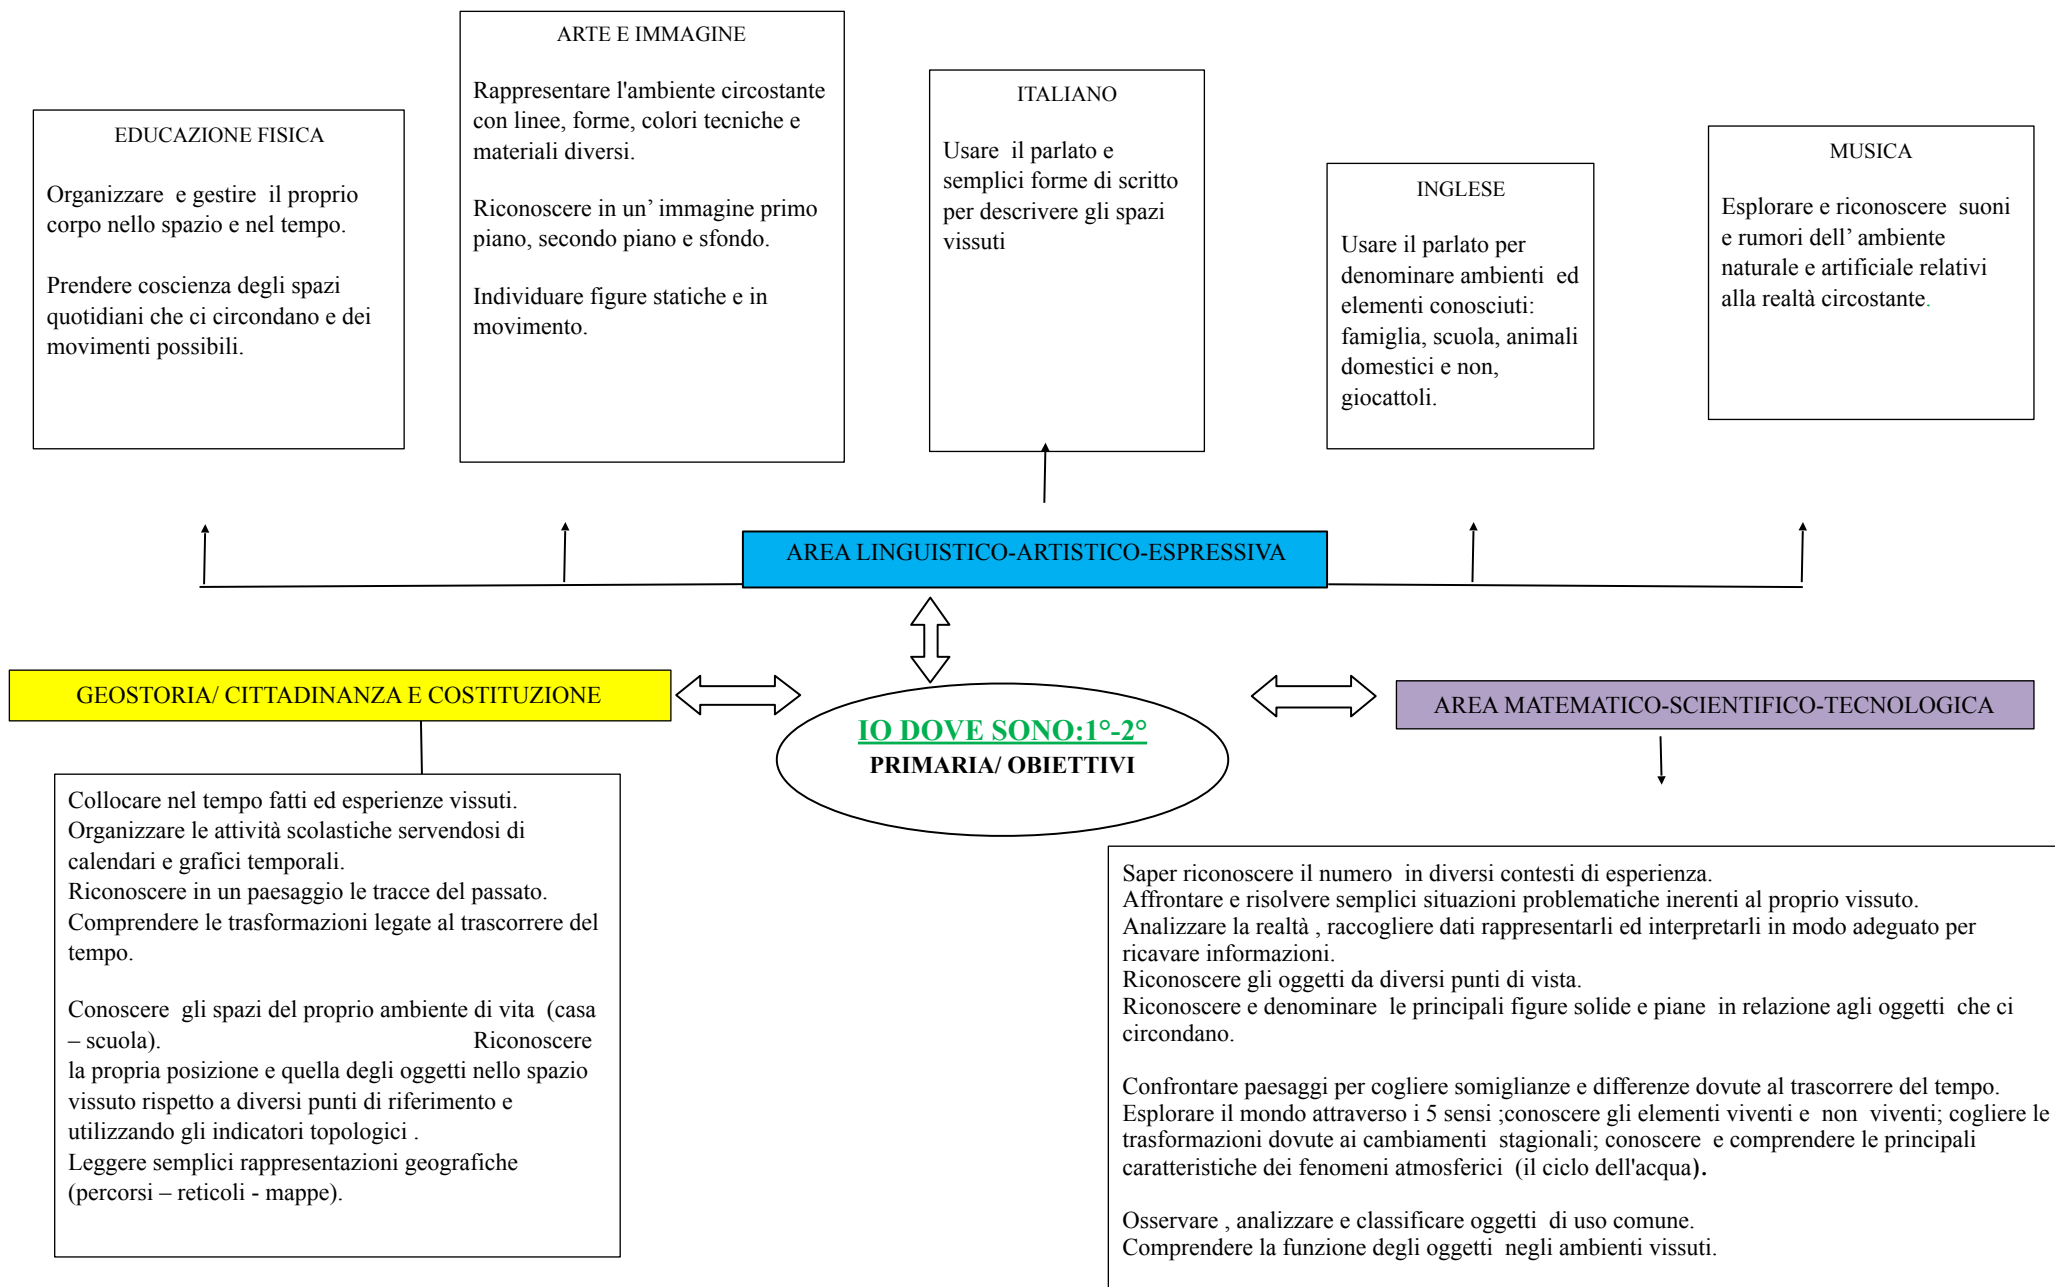 EDUCAZIONE FISICA
Organizzare e gestire il proprio
corpo nello spazio e nel tempo.
Prendere coscienza degli spazi
quotidiani che ci circondano e dei
movimenti possibili.
ARTE E IMMAGINE
Rappresentare l'ambiente circostante
con linee, forme, colori tecniche e
materiali diversi.
Riconoscere in un' immagine primo
piano, secondo piano e sfondo.
Individuare figure statiche e in
movimento.
ITALIANO
Usare il parlato e
semplici forme di scritto
per descrivere gli spazi
vissuti
INGLESE
Usare il parlato per
denominare ambienti ed
elementi conosciuti:
famiglia, scuola, animali
domestici e non,
giocattoli.
MUSICA
Esplorare e riconoscere suoni
e rumori dell' ambiente
naturale e artificiale relativi
alla realtà circostante.
AREA LINGUISTICO-ARTISTICO-ESPRESSIVA
GEOSTORIA/ CITTADINANZA E COSTITUZIONE
IO DOVE SONO:1°-2°
PRIMARIA/ OBIETTIVI
AREA MATEMATICO-SCIENTIFICO-TECNOLOGICA
Collocare nel tempo fatti ed esperienze vissuti.
Organizzare le attività scolastiche servendosi di
calendari e grafici temporali.
Riconoscere in un paesaggio le tracce del passato.
Comprendere le trasformazioni legate al trascorrere del
tempo.
Conoscere gli spazi del proprio ambiente di vita (casa
– scuola). Riconoscere
la propria posizione e quella degli oggetti nello spazio
vissuto rispetto a diversi punti di riferimento e
utilizzando gli indicatori topologici .
Leggere semplici rappresentazioni geografiche
(percorsi – reticoli - mappe).
Saper riconoscere il numero in diversi contesti di esperienza.
Affrontare e risolvere semplici situazioni problematiche inerenti al proprio vissuto.
Analizzare la realtà , raccogliere dati rappresentarli ed interpretarli in modo adeguato per
ricavare informazioni.
Riconoscere gli oggetti da diversi punti di vista.
Riconoscere e denominare le principali figure solide e piane in relazione agli oggetti che ci
circondano.
Confrontare paesaggi per cogliere somiglianze e differenze dovute al trascorrere del tempo.
Esplorare il mondo attraverso i 5 sensi ;conoscere gli elementi viventi e non viventi; cogliere le
trasformazioni dovute ai cambiamenti stagionali; conoscere e comprendere le principali
caratteristiche dei fenomeni atmosferici (il ciclo dell'acqua).
Osservare , analizzare e classificare oggetti di uso comune.
Comprendere la funzione degli oggetti negli ambienti vissuti.